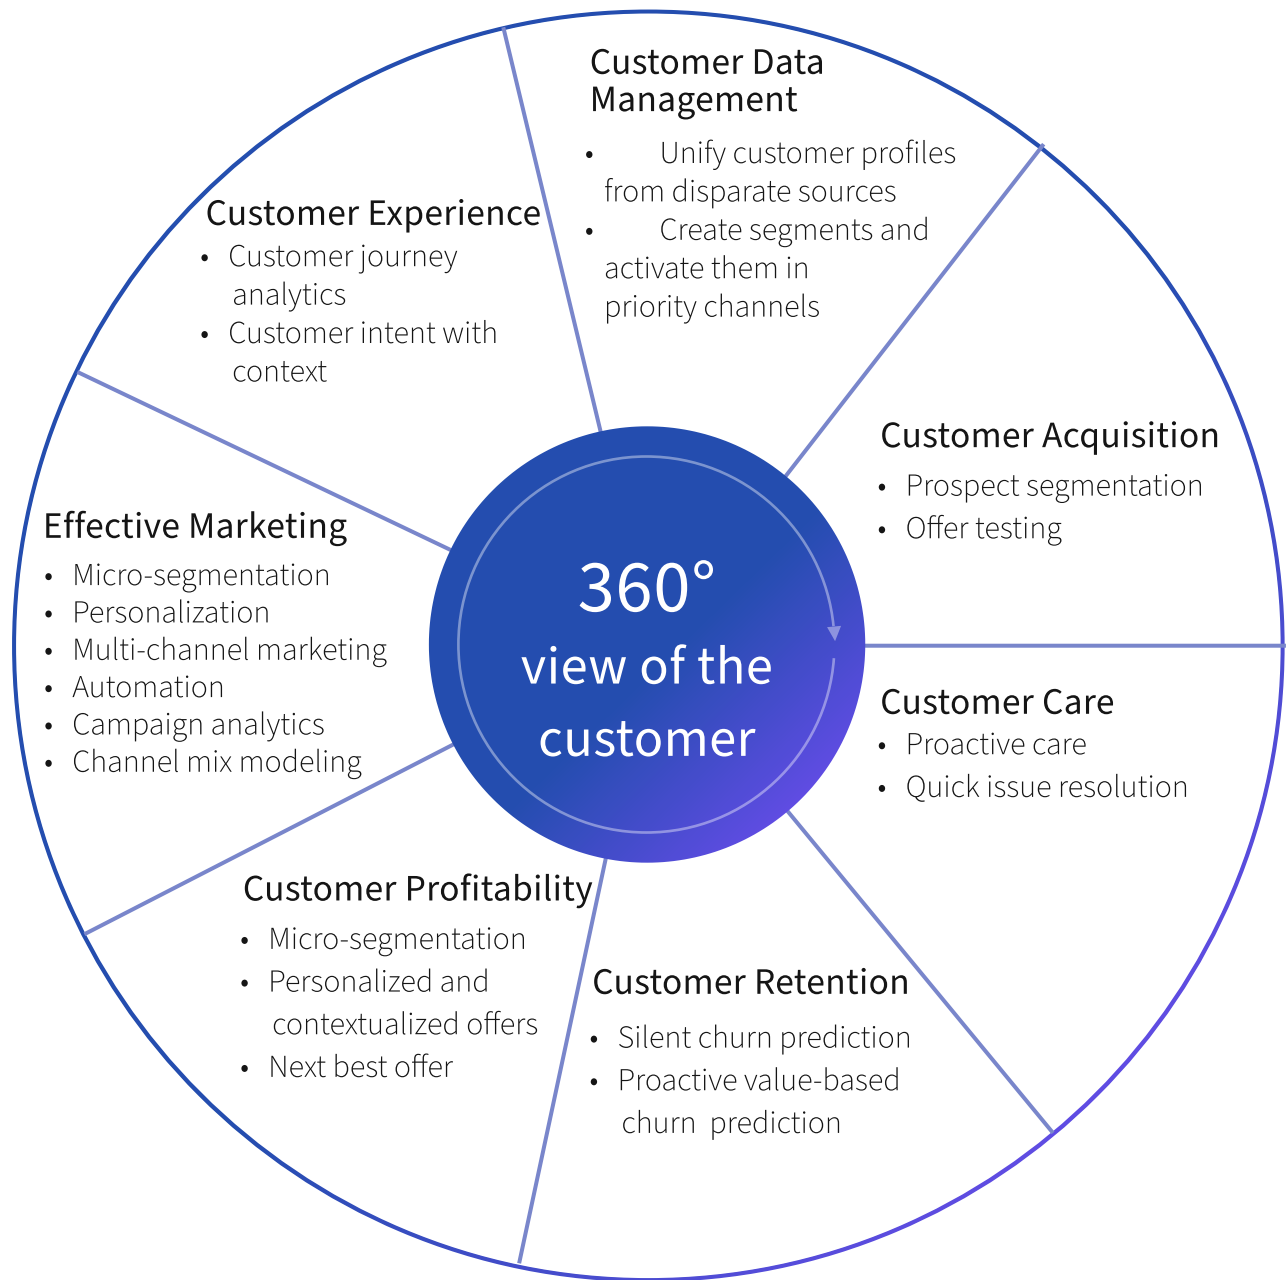 Customer Data
Management
• Unify customer profiles
from disparate sources
• Create segments and
activate them in
priority channels
Customer Acquisition
• Prospect segmentation
• Offer testing
Customer Care
• Proactive care
• Quick issue resolution
Customer Retention
• Silent churn prediction
• Proactive value-based
churn prediction
Customer Profitability
• Micro-segmentation
• Personalized and
contextualized offers
• Next best offer
Effective Marketing
• Micro-segmentation
• Personalization
• Multi-channel marketing
• Automation
• Campaign analytics
• Channel mix modeling
Customer Experience
• Customer journey
analytics
• Customer intent with
context
360°
view of the
customer